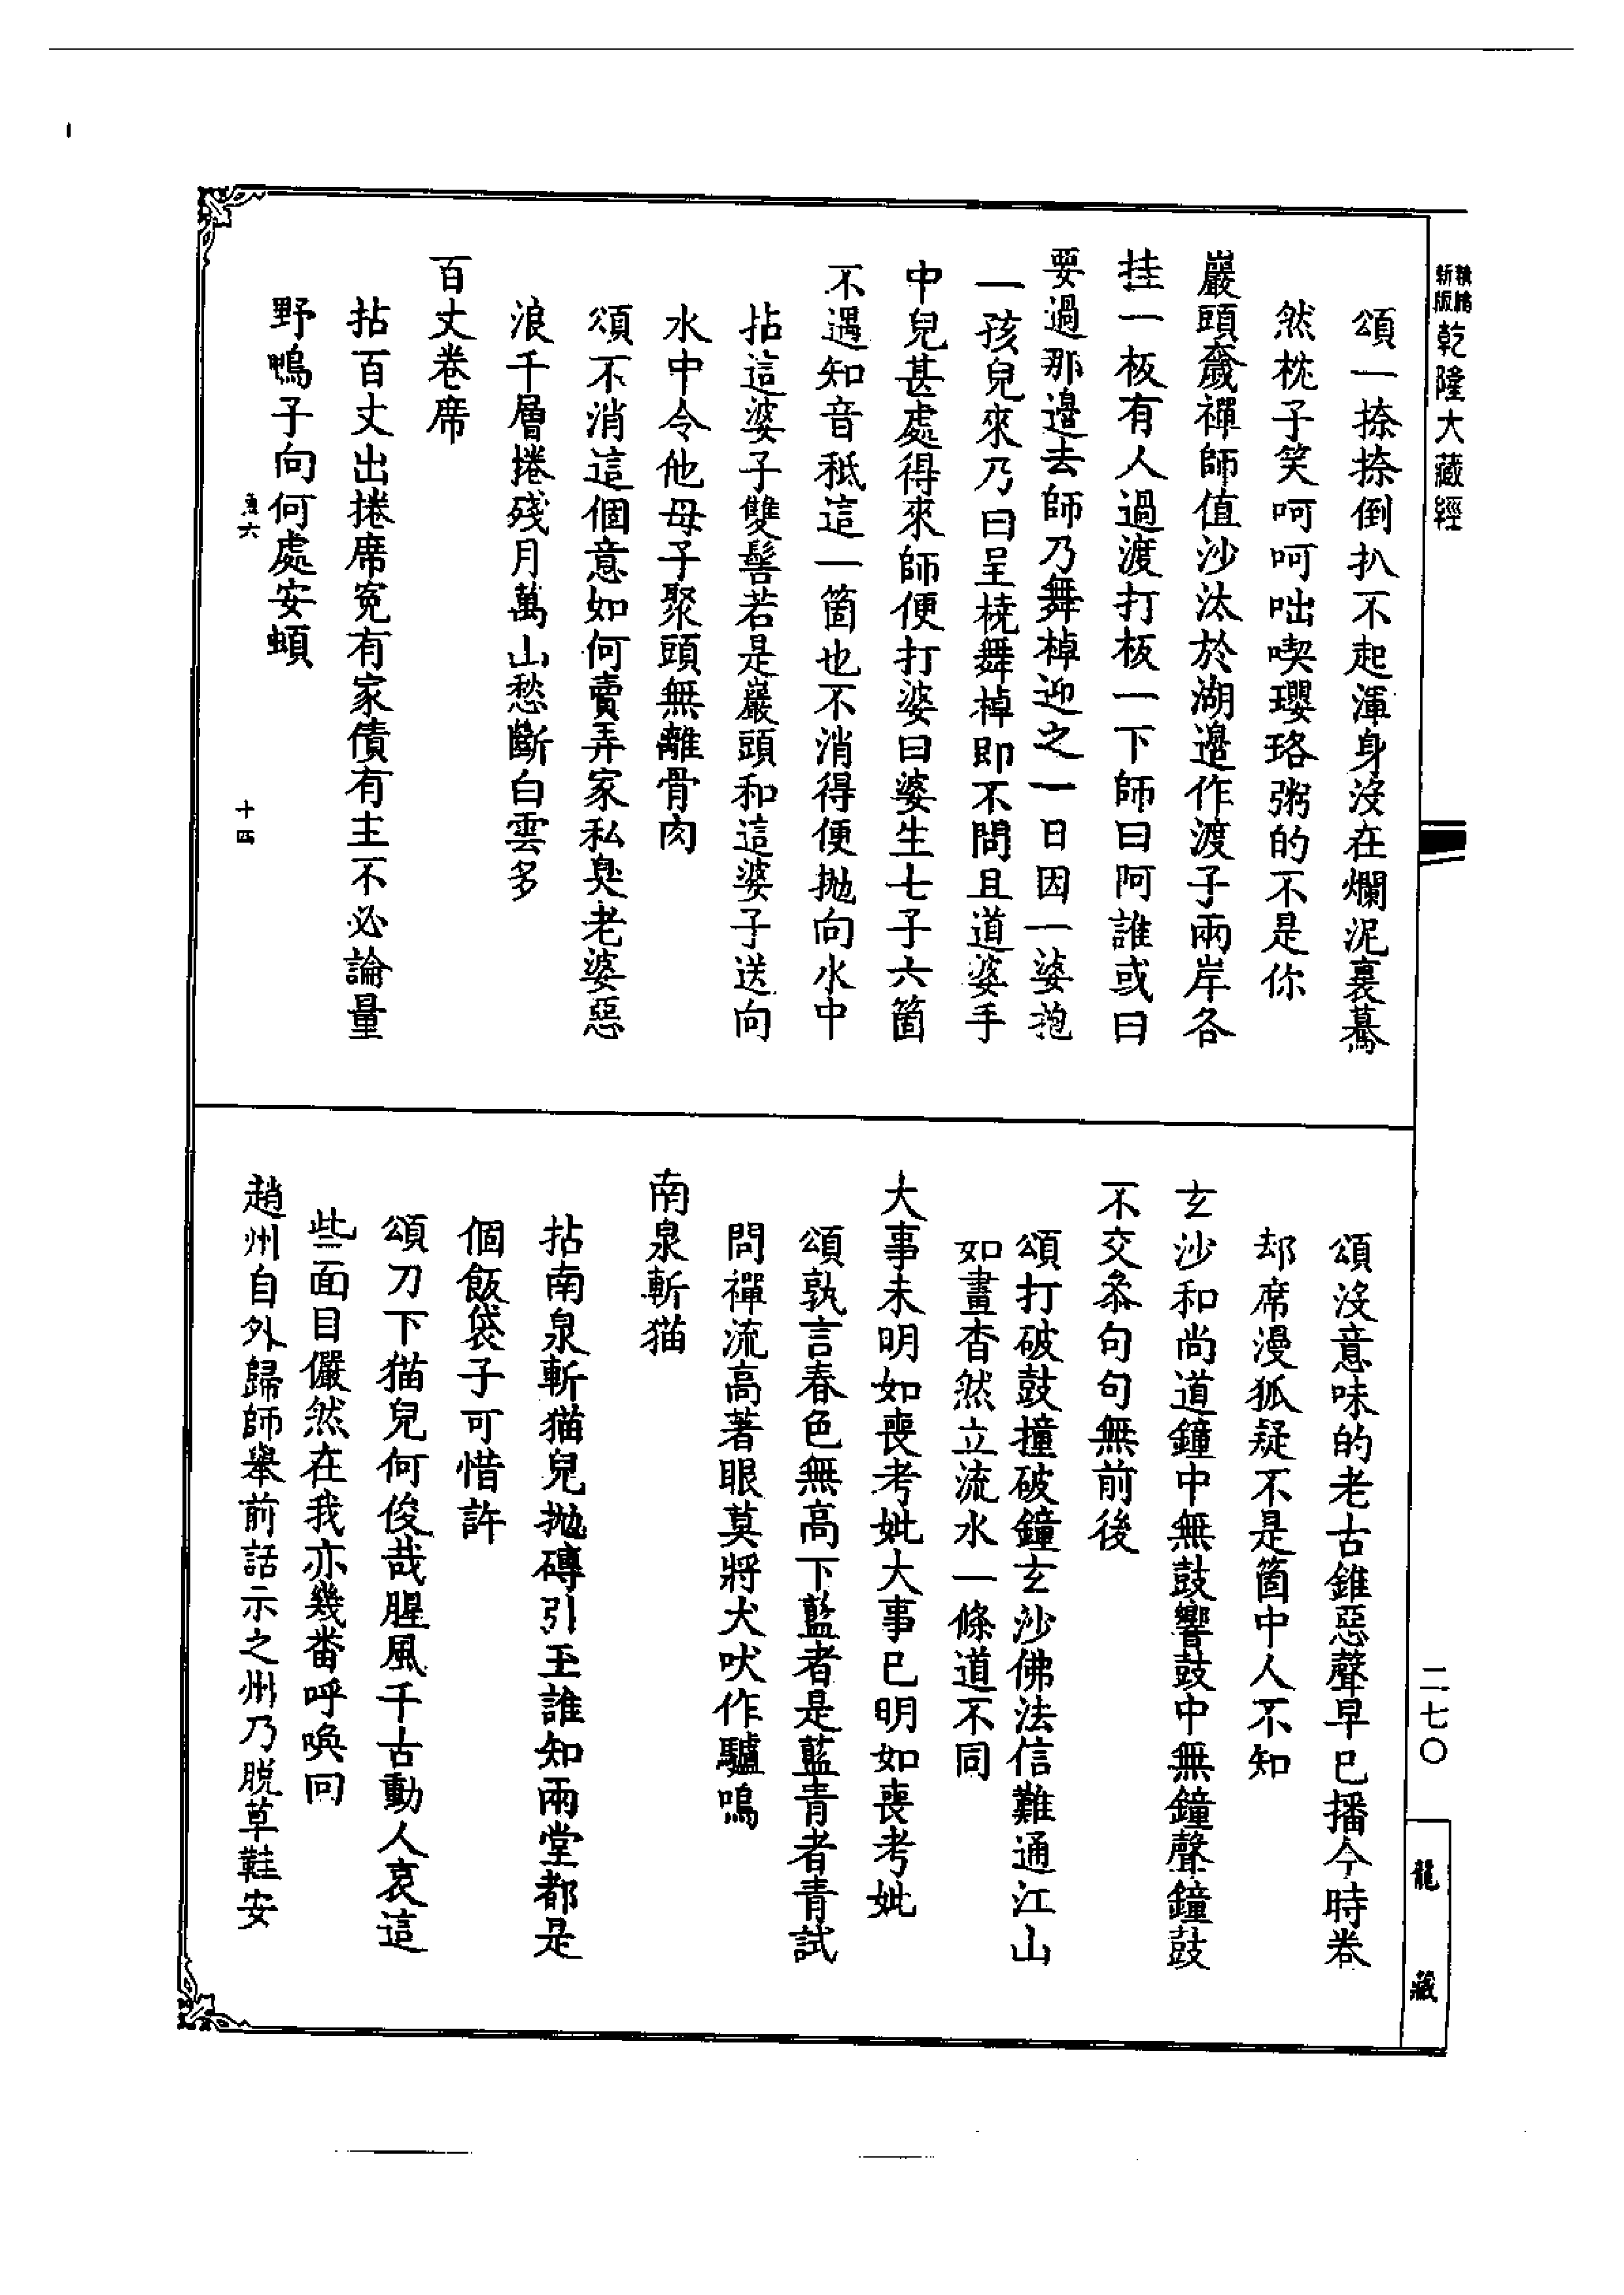 新版
乾隆大藏經
頌一捺捺倒扒不起渾身沒在爛泥裏驀
然枕子笑呵呵咄喫瓔珞粥的不是你
巖頭奯禪師值沙汰於湖邊作渡子兩岸各
挂一板有人過渡打板一下師曰阿誰或曰
要過那邊去師乃舞棹迎之一日因一婆抱
一孩兒來乃曰呈橈舞棹即不問且道婆手
中兒甚處得來師便打婆曰婆生七子六箇
不遇知音秪這一箇也不消得便拋向水中
拈這婆子雙髻若是巖頭和這婆子送向
水中令他母子聚頭無離骨肉
頌不消這個意如何賣弄家私臭老婆惡
浪千層捲殘月萬山愁斷白雲多
百丈卷席
拈百丈出捲席冤有家債有主不必論量
野鴨子向何處安頓
魚六
十四
頌沒意味的老古錐惡聲早已播今時卷
却席漫狐疑不是箇中人不知
玄沙和尚道鐘中無鼓響鼓中無鐘聲鐘鼓
不交參句句無前後
頌打破鼓撞破鐘玄沙佛法信難通江山
如畫杳然立流水一條道不同
大事未明如喪考妣大事已明如喪考妣
頌孰言春色無高下藍者是藍青者青試
問禪流高著眼莫將犬吠作驢鳴
南泉斬猫
拈南泉斬猫兒拋磚引玉誰知兩堂都是
個飯袋子可惜許
頌刀下猫兒何俊哉腥風千古動人哀這
些面目儼然在我亦幾番呼喚回
趙州自外歸師舉前話示之州乃脫草鞋安
二七〇
龍藏